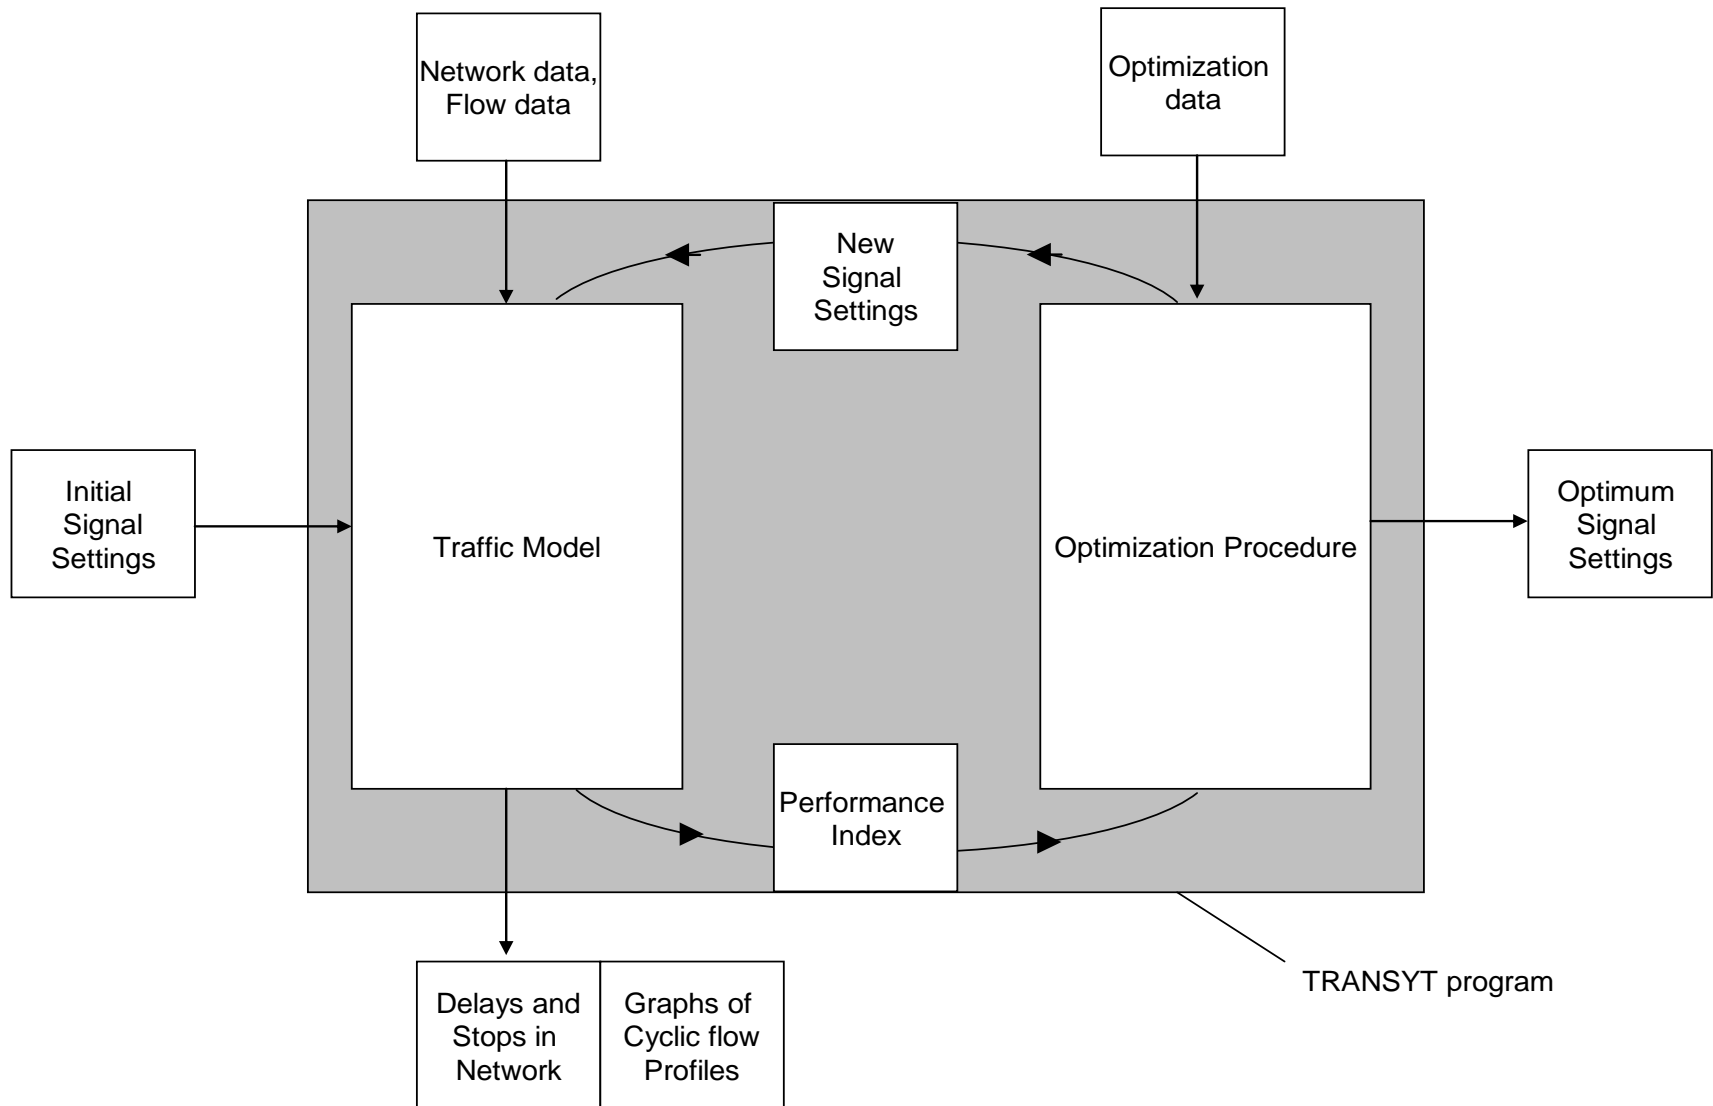 Network data,
Flow data
Optimization
data
New
Signal
Settings
Initial
Signal
Settings
Traffic Model
Optimization Procedure
Optimum
Signal
Settings
Performance
Index
Delays and
Stops in
Network
Graphs of
Cyclic flow
Profiles
TRANSYT program